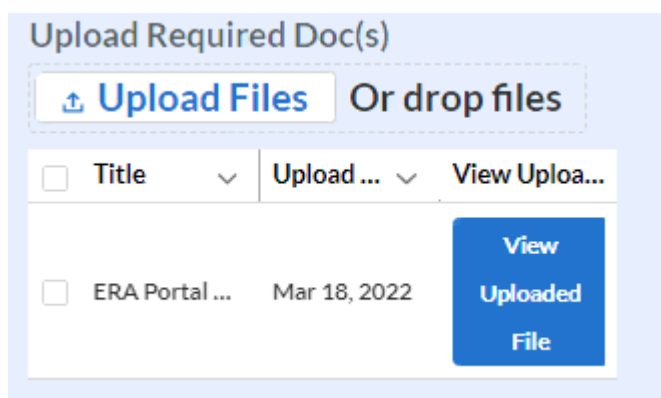 Upload Required Doc(s)
Upload Files Or drop files
Title Upload ... View Uploa...
ERA Portal ... Mar 18, 2022 View Uploaded File